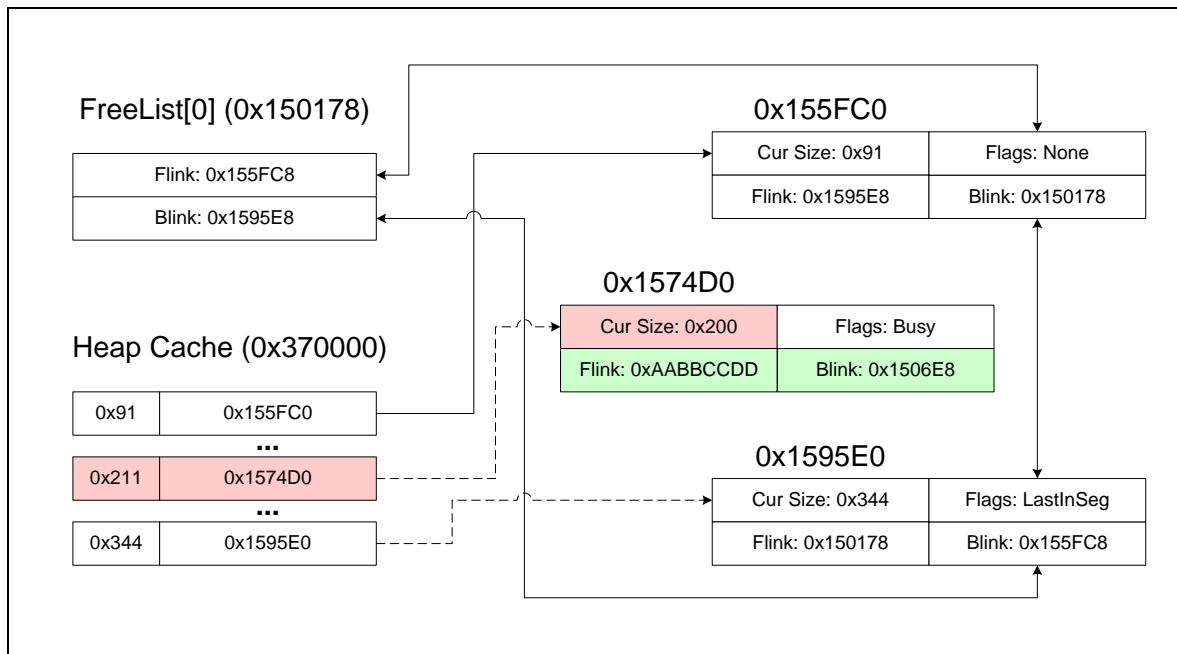 FreeList[0] (0x150178)
Flink: 0x155FC8
Blink: 0x1595E8
0x155FC0
Cur Size: 0x91 Flags: None
Flink: 0x1595E8 Blink: 0x150178
0x1574D0
Cur Size: 0x200 Flags: Busy
Flink: 0xAABBCCDD Blink: 0x1506E8
Heap Cache (0x370000)
0x91 0x155FC0
...
0x211 0x1574D0
...
0x344 0x1595E0
0x1595E0
Cur Size: 0x344 Flags: LastInSeg
Flink: 0x150178 Blink: 0x155FC8